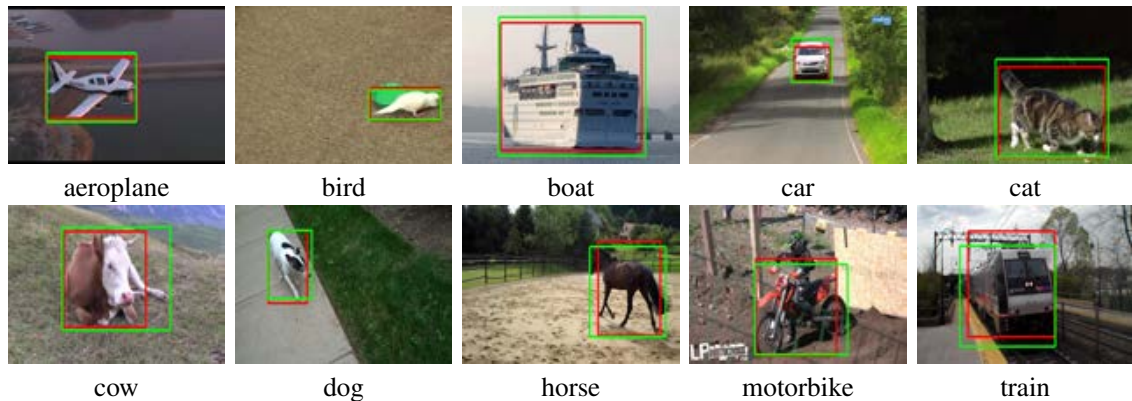 aeroplane bird boat car cat
cow dog horse motorbike train